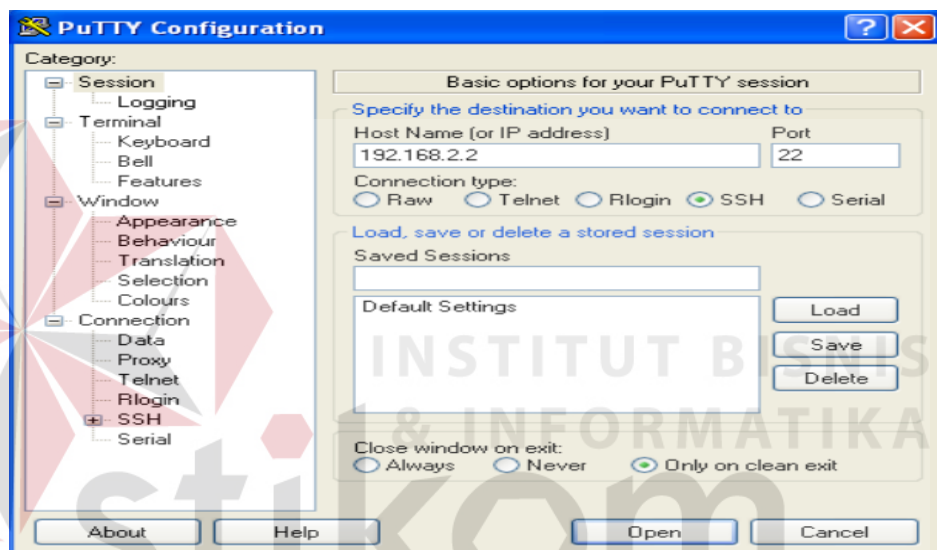 PuTTY Configuration
Category:
Session
Logging
Terminal
Keyboard
Bell
Features
Window
Appearance
Behaviour
Translation
Selection
Colours
Connection
Data
Proxy
Telnet
Rlogin
SSH
Serial
Basic options for your PuTTY session
Specify the destination you want to connect to
Host Name (or IP address) Port
192.168.2.2 22
Connection type:
Raw Telnet Rlogin SSH Serial
Load, save or delete a stored session
Saved Sessions
Default Settings
Load
Save
Delete
Close window on exit:
Always Never Only on clean exit
About Help Open Cancel
INSTITUT BISNIS
& INFORMATIKA
stikom